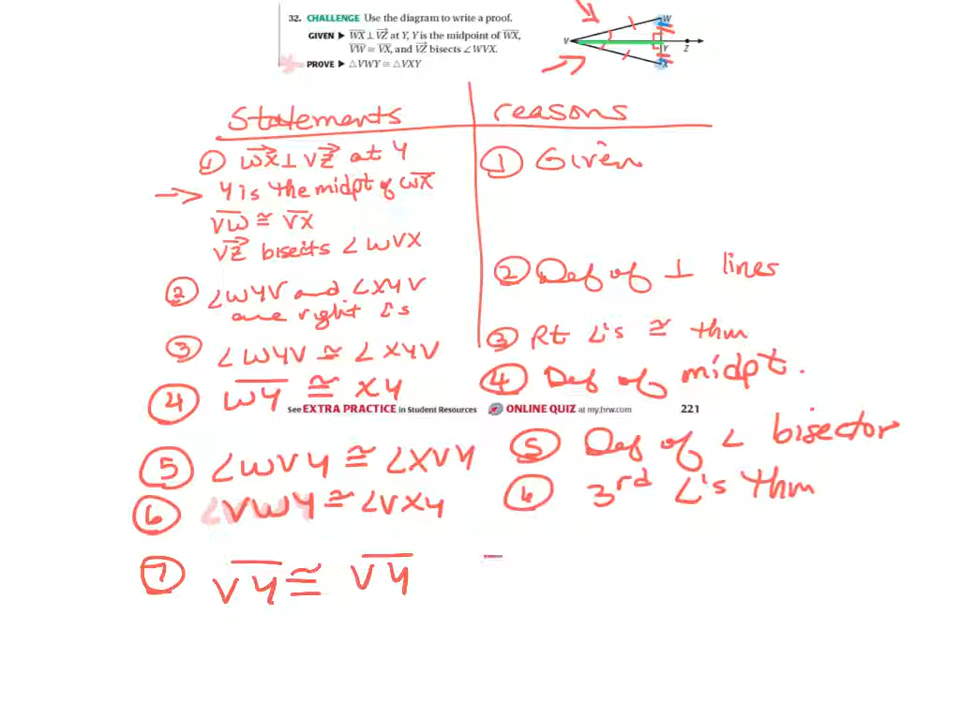 32. CHALLENGE Use the diagram to write a proof.
GIVEN ▶ WX ⊥ VZ at Y, Y is the midpoint of WX,
VW ≅ VX, and VZ bisects ∠WVX.
PROVE ▶ △VWY ≅ △VXY
W
V
Y
Z
X
Statements
reasons
① WX ⊥ VZ at Y
Y is the midpt of WX
VW ≅ VX
VZ bisects ∠WVX
① Given
② ∠WYV and ∠XYV
are right ∠'s
② Def of ⊥ lines
③ ∠WYV ≅ ∠XYV
③ Rt ∠'s ≅ thm
④ WY ≅ XY
④ Def of midpt.
See EXTRA PRACTICE in Student Resources
ONLINE QUIZ at my.hrw.com
221
⑤ ∠WVY ≅ ∠XVY
⑤ Def of ∠ bisector
⑥ ∠VWY ≅ ∠VXY
⑥ 3rd ∠'s thm
⑦ VY ≅ VY